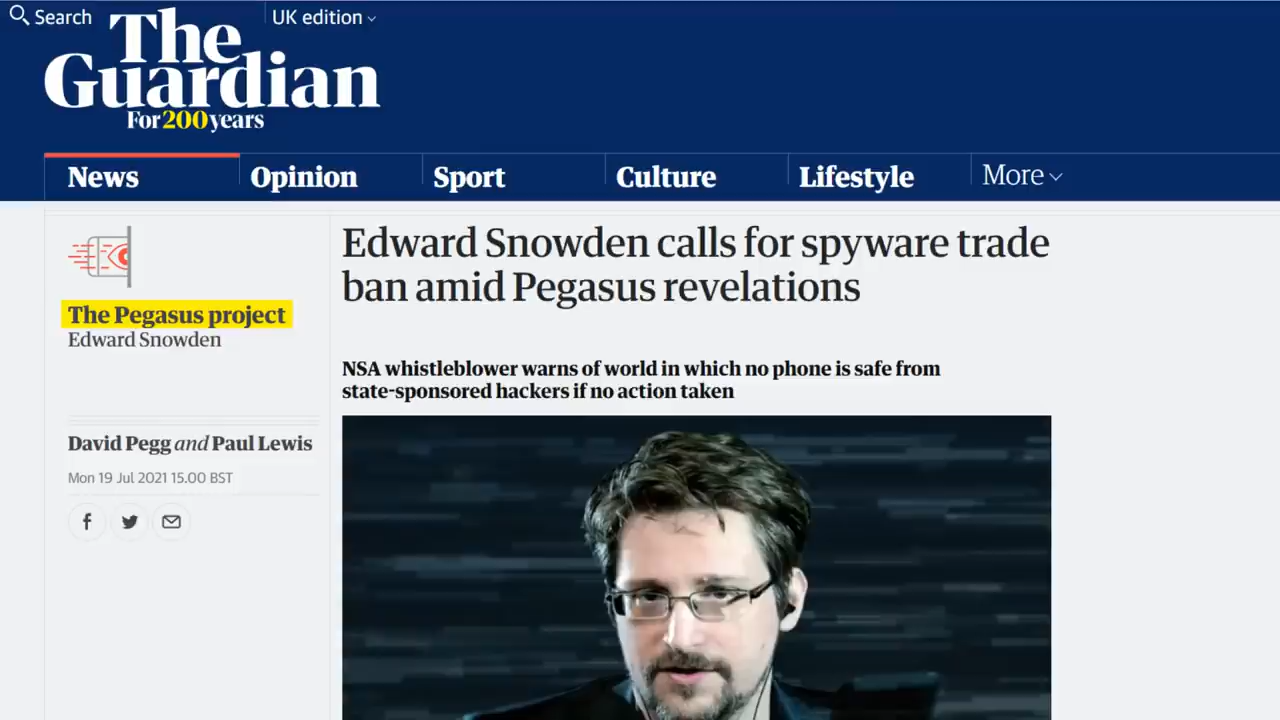 Search
UK edition
The
Guardian
For 200 years
News
Opinion
Sport
Culture
Lifestyle
More
The Pegasus project
Edward Snowden
David Pegg and Paul Lewis
Mon 19 Jul 2021 15.00 BST
Edward Snowden calls for spyware trade
ban amid Pegasus revelations
NSA whistleblower warns of world in which no phone is safe from
state-sponsored hackers if no action taken